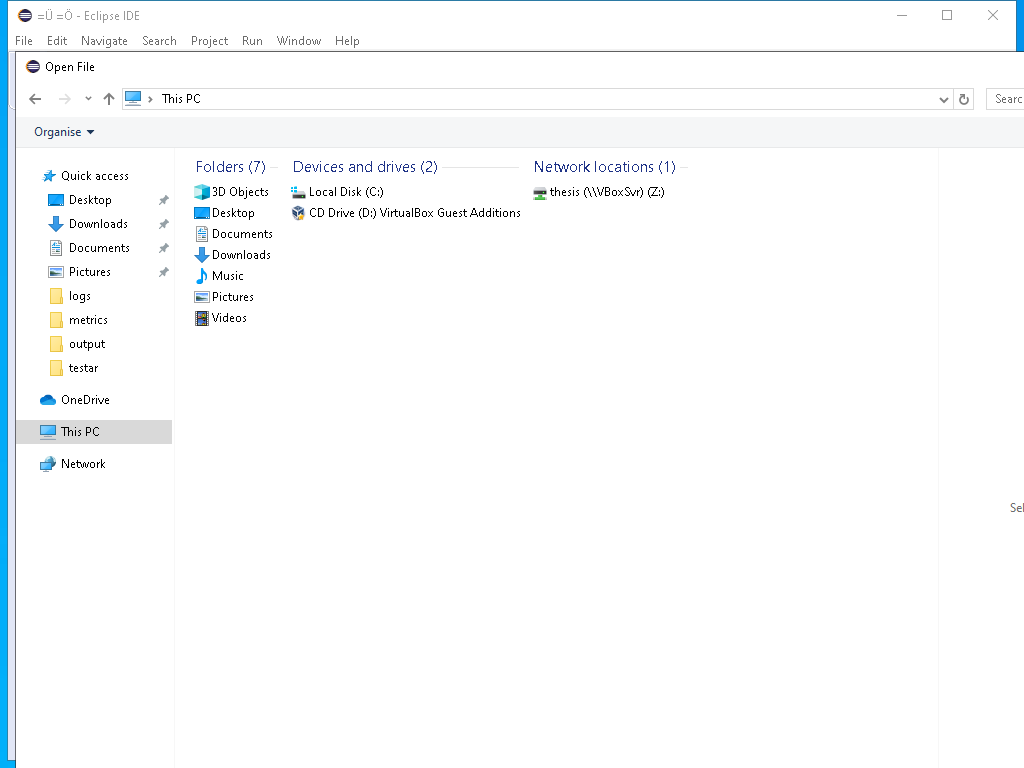 =Ü =Ö - Eclipse IDE
File Edit Navigate Search Project Run Window Help
Open File
This PC
Searc
Organise
Quick access
Desktop
Downloads
Documents
Pictures
logs
metrics
output
testar
OneDrive
This PC
Network
Folders (7)
3D Objects
Desktop
Documents
Downloads
Music
Pictures
Videos
Devices and drives (2)
Local Disk (C:)
CD Drive (D:) VirtualBox Guest Additions
Network locations (1)
thesis (\\VBoxSvr) (Z:)
Sel